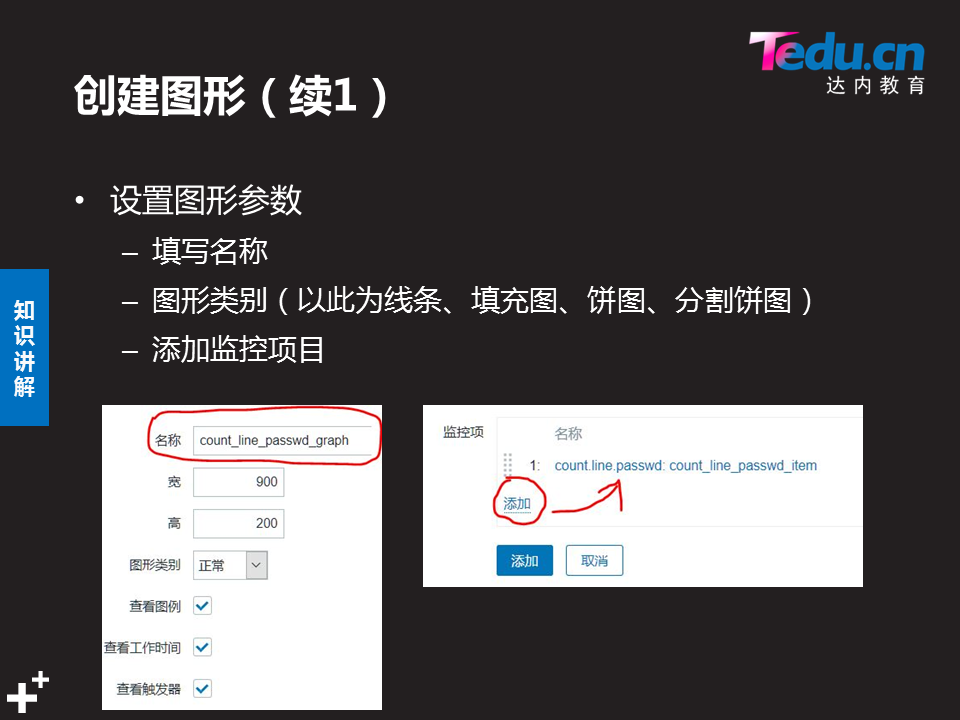 Tedu.cn
达内教育
创建图形（续1）
• 设置图形参数
– 填写名称
– 图形类别（以此为线条、填充图、饼图、分割饼图）
– 添加监控项目
知识讲解
名称 count_line_passwd_graph
宽 900
高 200
图形类别 正常
查看图例
查看工作时间
查看触发器
监控项 名称
1: count.line.passwd: count_line_passwd_item
添加
添加 取消